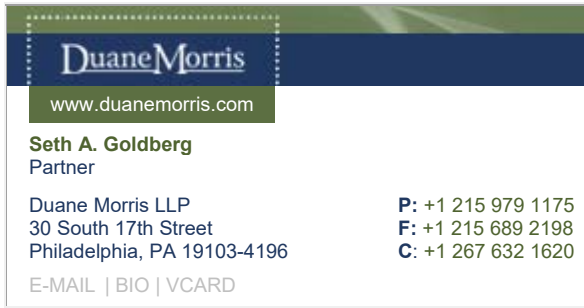 DuaneMorris
www.duanemorris.com
Seth A. Goldberg
Partner
Duane Morris LLP
30 South 17th Street
Philadelphia, PA 19103-4196
P: +1 215 979 1175
F: +1 215 689 2198
C: +1 267 632 1620
E-MAIL | BIO | VCARD